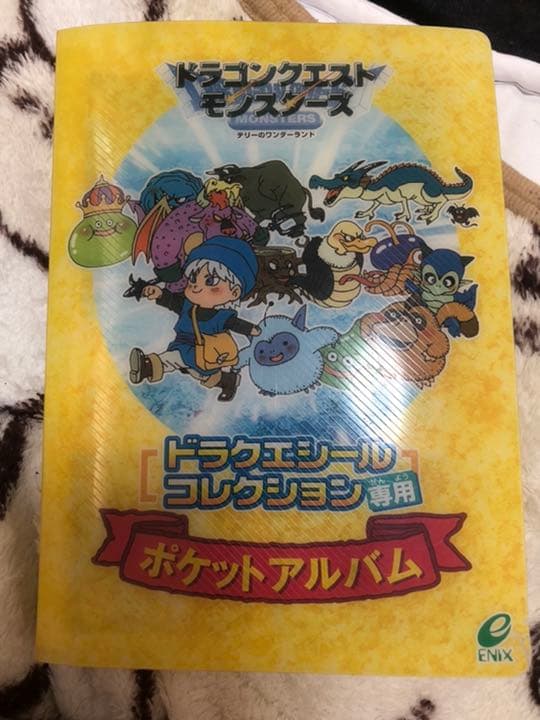 ドラゴンクエスト
モンスターズ
MONSTERS
テリーのワンダーランド
ドラクエシール
コレクション
せんよう
専用
ポケットアルバム
e
ENIX